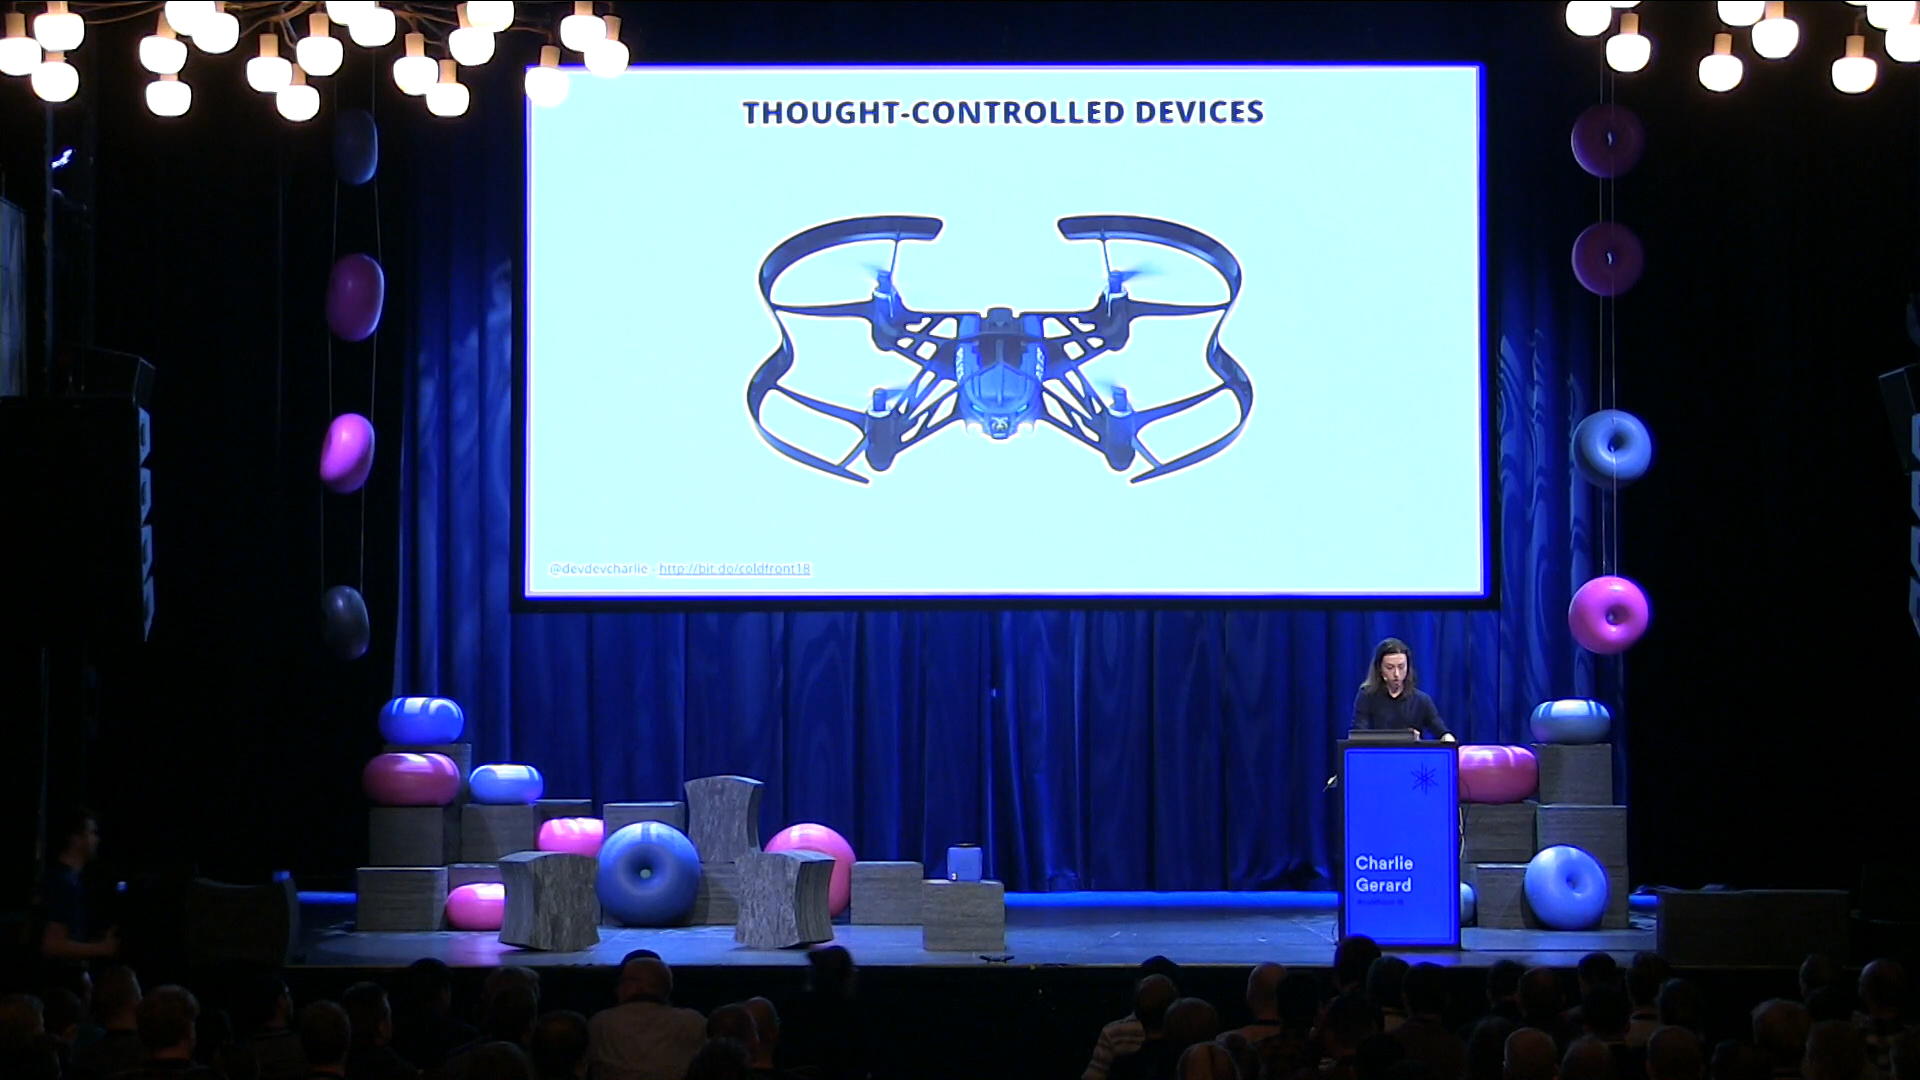 THOUGHT-CONTROLLED DEVICES
@devdevcharlie - http://bit.do/coldfront18
Charlie
Gerard